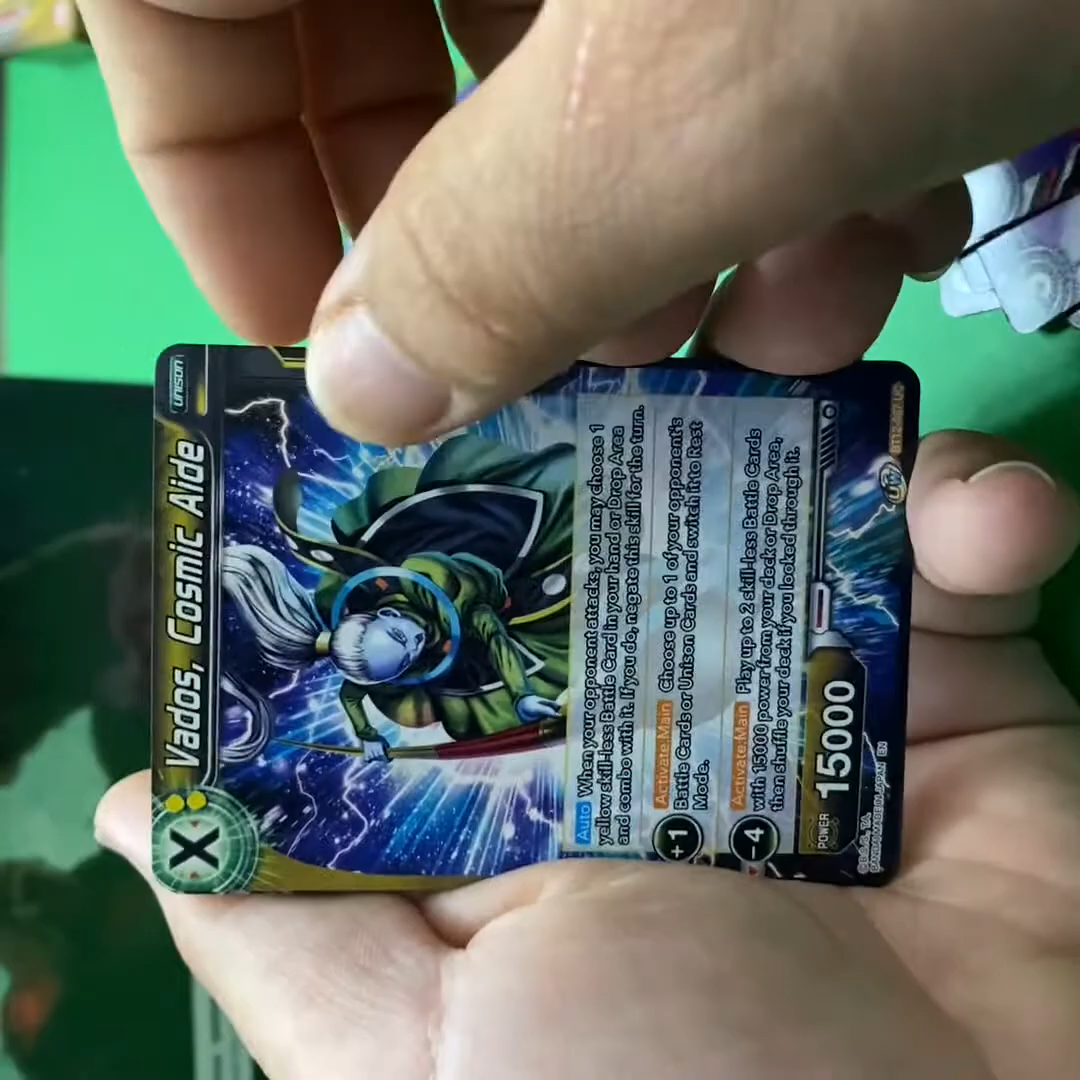 UNISON
X
Vados, Cosmic Aide
Auto When your opponent attacks, you may choose 1
yellow skill-less Battle Card in your hand or Drop Area
and combo with it. If you do, negate this skill for the turn.
+1 Activate:Main Choose up to 1 of your opponent's
Battle Cards or Unison Cards and switch it to Rest
Mode.
-4 Activate:Main Play up to 2 skill-less Battle Cards
with 15000 power from your deck or Drop Area,
then shuffle your deck if you looked through it.
POWER 15000